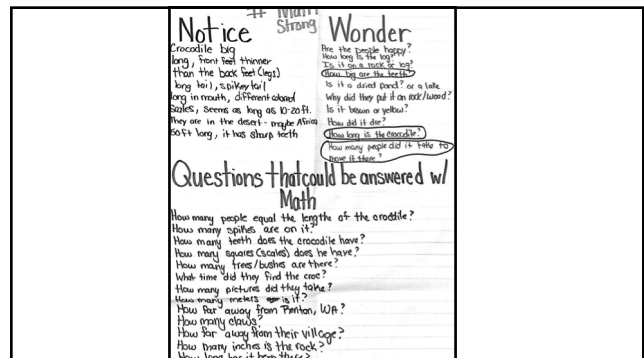 # Math
Strong
Notice
Crocodile big
long, front feet thinner
than the back feet (legs)
long tail, spikey tail
long in mouth, different colored
scales, seems as long as 10-20 ft.
They are in the desert - maybe Africa
50 ft long, it has sharp teeth
Wonder
Are the people happy?
How long is the log?
Is it on a rock or log?
How big are the teeth
Is it a dried pond? or a lake
Why did they put it on rock/wood?
Is it brown or yellow?
How did it die?
How long is the crocodile?
How many people did it take to
move it there?
Questions that could be answered w/
Math
How many people equal the length of the crocdile?
How many spikes are on it?
How many teeth does the crocodile have?
How many squares (scales) does he have?
How many trees/bushes are there?
What time did they find the croc?
How many pictures did they take?
How many meters is it?
How far away from Renton, WA?
How many claws?
How far away from their village?
How many inches is the rock?
How long has it been there?